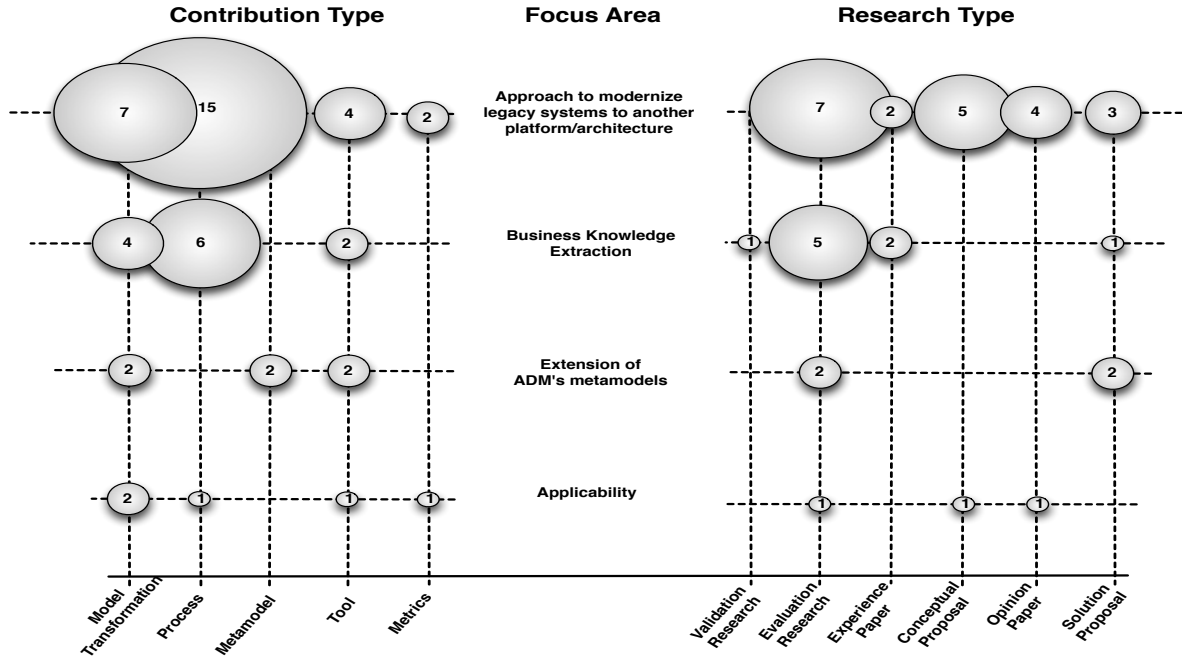 Contribution Type
Focus Area
Research Type
7
15
4
2
Approach to modernize
legacy systems to another
platform/architecture
7
2
5
4
3
4
6
2
Business Knowledge
Extraction
1
5
2
1
2
2
2
Extension of
ADM's metamodels
2
2
2
1
1
1
Applicability
1
1
1
Model
Transformation
Process
Metamodel
Tool
Metrics
Validation
Research
Evaluation
Research
Experience
Paper
Conceptual
Proposal
Opinion
Paper
Solution
Proposal